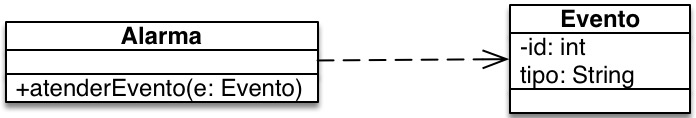 Alarma
+atenderEvento(e: Evento)
Evento
-id: int
tipo: String